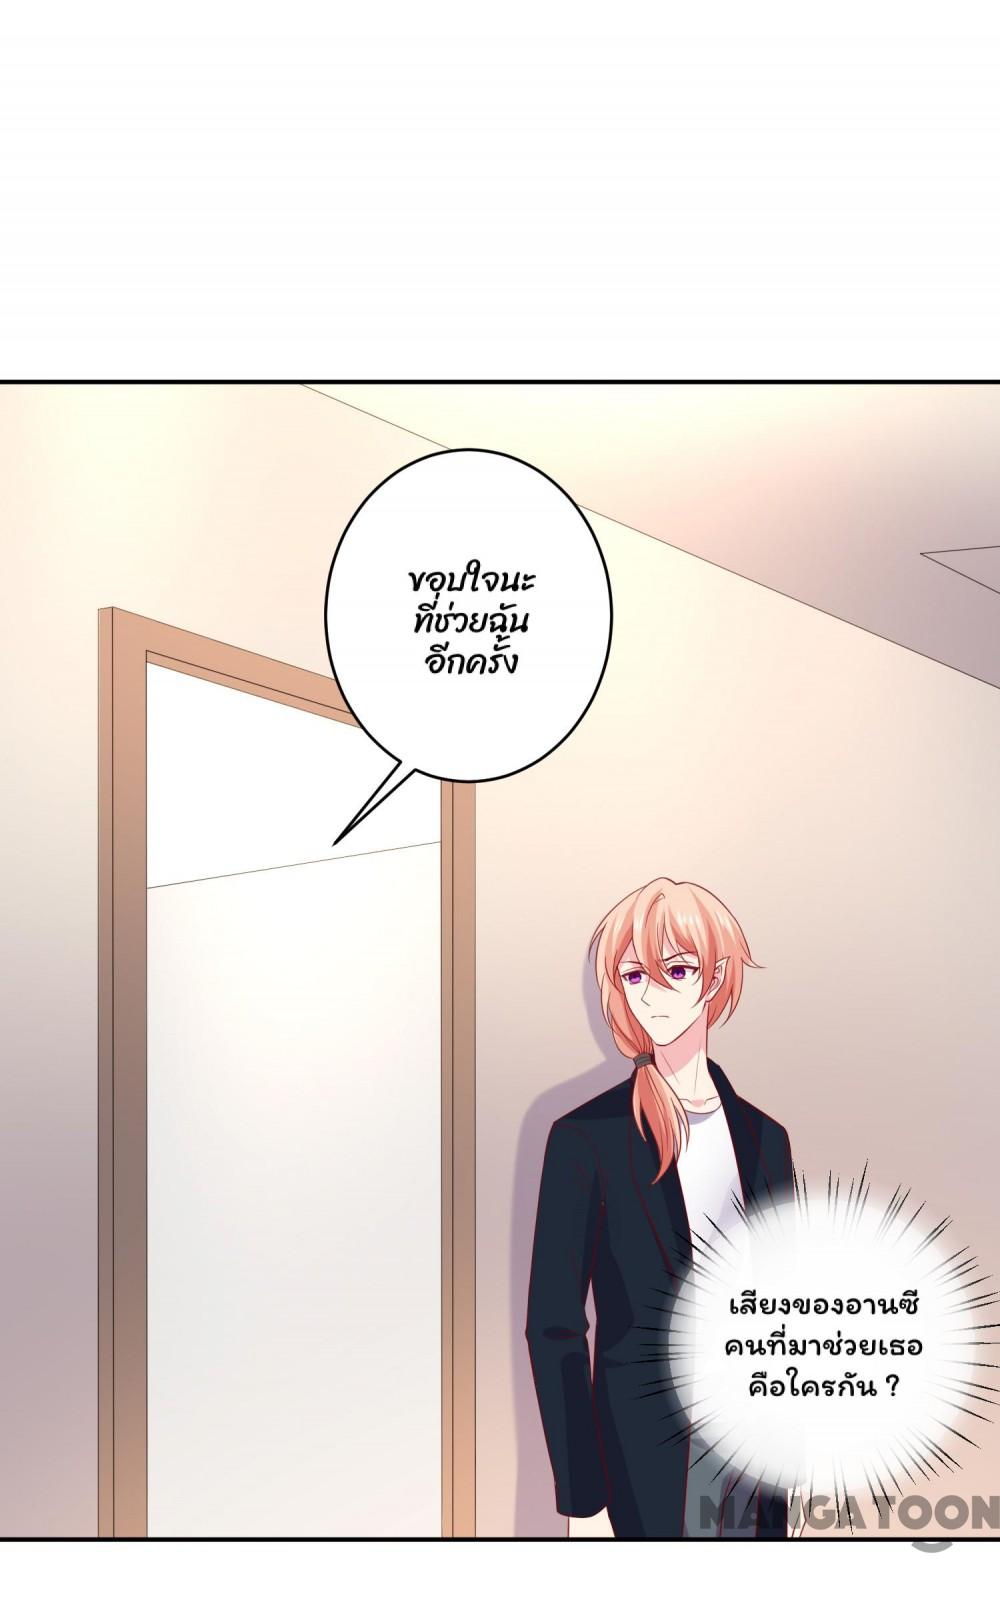 ขอบใจนะ
ที่ช่วยฉัน
อีกครั้ง
เสียงของอานซี
คนที่มาช่วยเธอ
คือใครกัน ?
MANGATOON